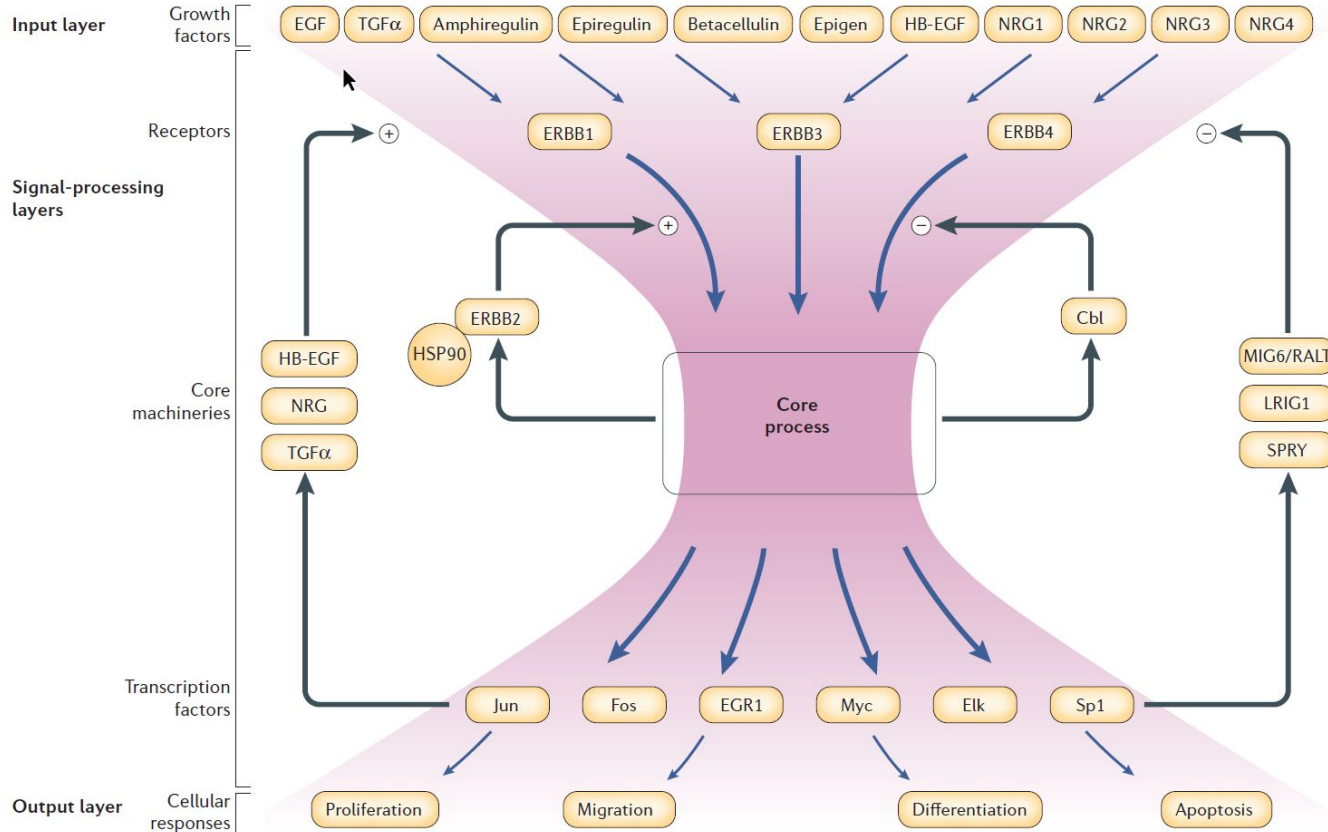 Input layer
Growth
factors
EGF
TGFα
Amphiregulin
Epiregulin
Betacellulin
Epigen
HB-EGF
NRG1
NRG2
NRG3
NRG4
Receptors
ERBB1
ERBB3
ERBB4
+
−
Signal-processing
layers
+
−
ERBB2
HSP90
Cbl
HB-EGF
NRG
TGFα
Core
machineries
Core
process
MIG6/RALT
LRIG1
SPRY
Transcription
factors
Jun
Fos
EGR1
Myc
Elk
Sp1
Output layer
Cellular
responses
Proliferation
Migration
Differentiation
Apoptosis